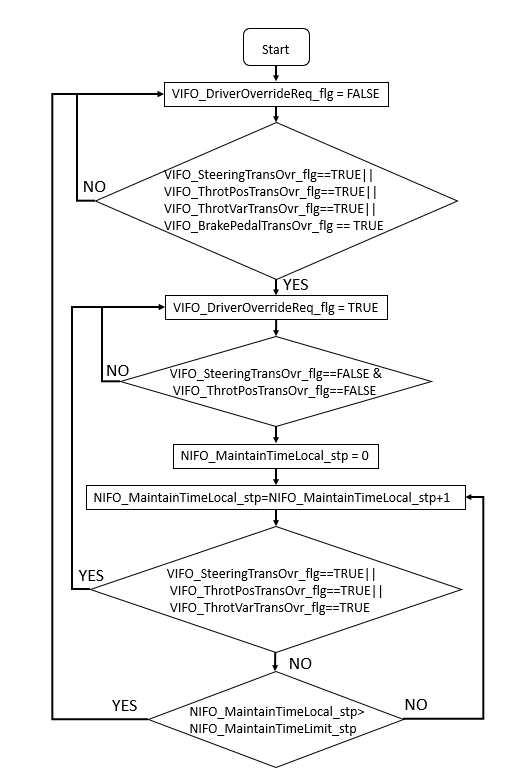 Start
VIFO_DriverOverrideReq_flg = FALSE
VIFO_SteeringTransOvr_flg==TRUE||
VIFO_ThrotPosTransOvr_flg==TRUE||
VIFO_ThrotVarTransOvr_flg==TRUE||
VIFO_BrakePedalTransOvr_flg == TRUE
NO
YES
VIFO_DriverOverrideReq_flg = TRUE
VIFO_SteeringTransOvr_flg==FALSE &
VIFO_ThrotPosTransOvr_flg==FALSE
NO
NIFO_MaintainTimeLocal_stp = 0
NIFO_MaintainTimeLocal_stp=NIFO_MaintainTimeLocal_stp+1
VIFO_SteeringTransOvr_flg==TRUE||
VIFO_ThrotPosTransOvr_flg==TRUE||
VIFO_ThrotVarTransOvr_flg==TRUE
YES
NO
NIFO_MaintainTimeLocal_stp>
NIFO_MaintainTimeLimit_stp
YES
NO